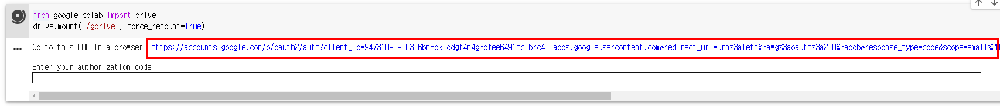 from google.colab import drive
drive.mount('/gdrive', force_remount=True)
Go to this URL in a browser: https://accounts.google.com/o/oauth2/auth?client_id=947318989803-6bn6qk8qdgf4n4g3pfee6491hc0brc4i.apps.googleusercontent.com&redirect_uri=urn%3aietf%3awg%3aoauth%3a2.0%3aoob&response_type=code&scope=email%20
Enter your authorization code: